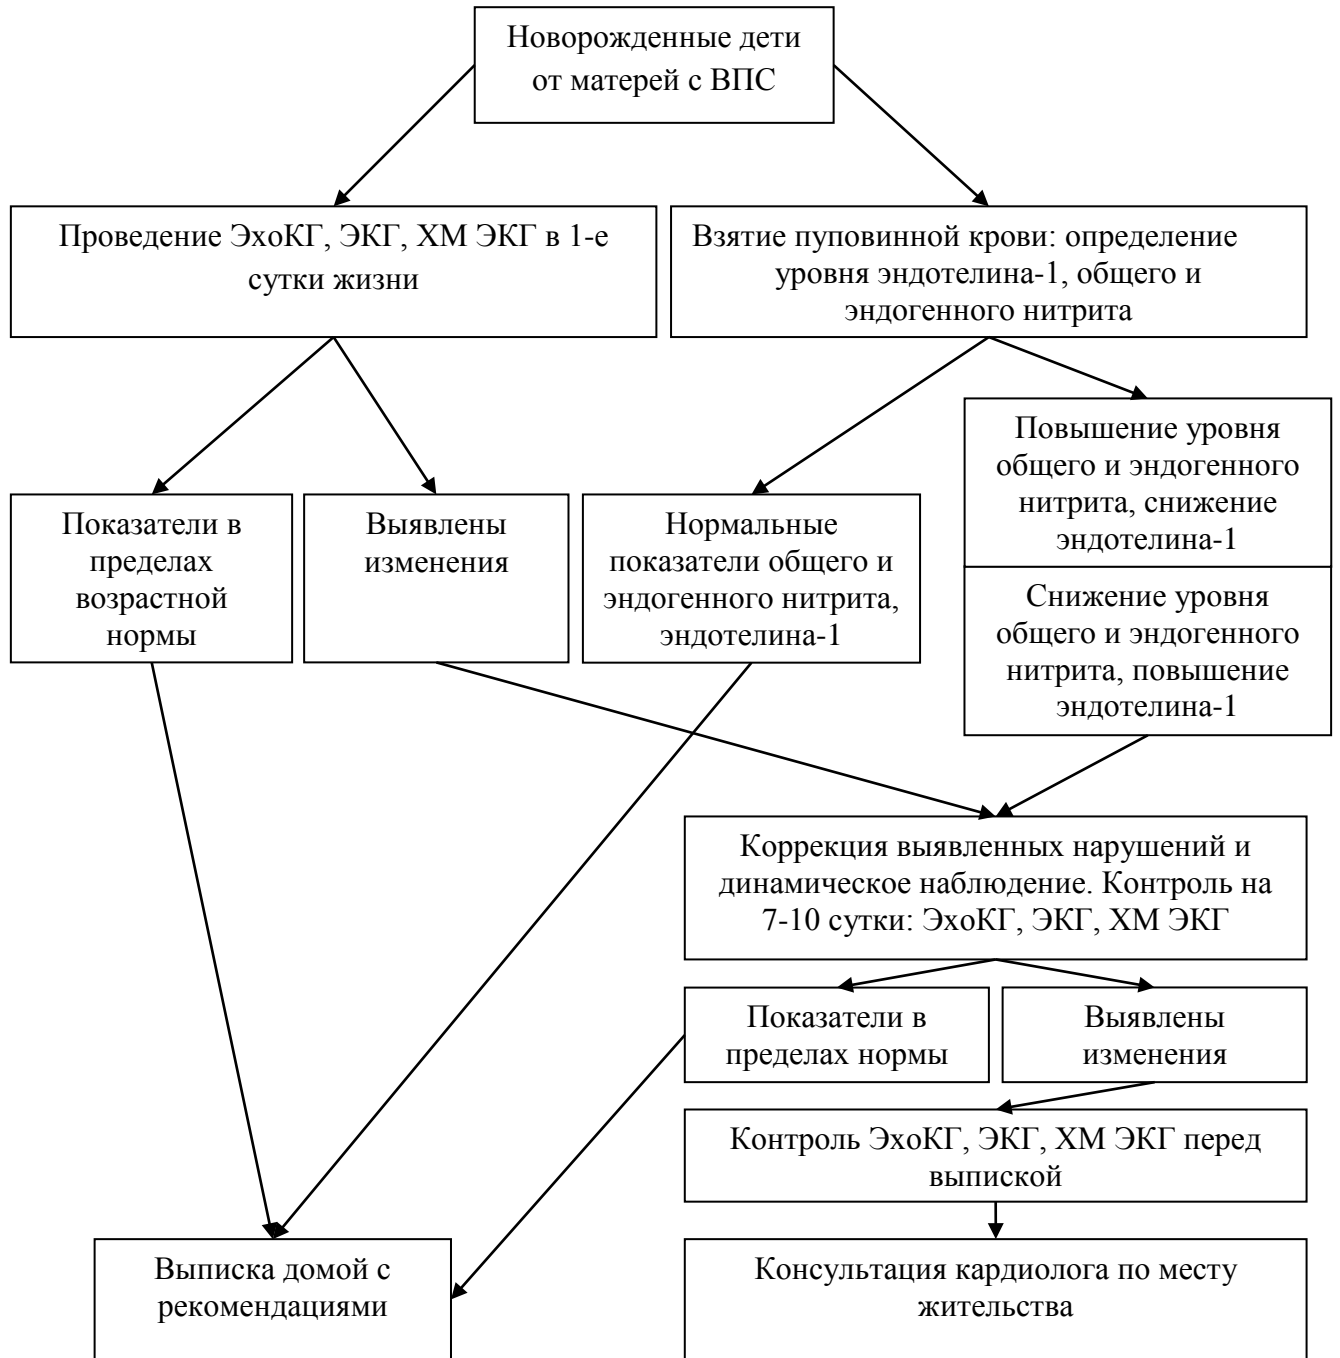 Новорожденные дети
от матерей с ВПС
Проведение ЭхоКГ, ЭКГ, ХМ ЭКГ в 1-е
сутки жизни
Взятие пуповинной крови: определение
уровня эндотелина-1, общего и
эндогенного нитрита
Повышение уровня
общего и эндогенного
нитрита, снижение
эндотелина-1
Показатели в
пределах
возрастной
нормы
Выявлены
изменения
Нормальные
показатели общего и
эндогенного нитрита,
эндотелина-1
Снижение уровня
общего и эндогенного
нитрита, повышение
эндотелина-1
Коррекция выявленных нарушений и
динамическое наблюдение. Контроль на
7-10 сутки: ЭхоКГ, ЭКГ, ХМ ЭКГ
Показатели в
пределах нормы
Выявлены
изменения
Контроль ЭхоКГ, ЭКГ, ХМ ЭКГ перед
выпиской
Выписка домой с
рекомендациями
Консультация кардиолога по месту
жительства